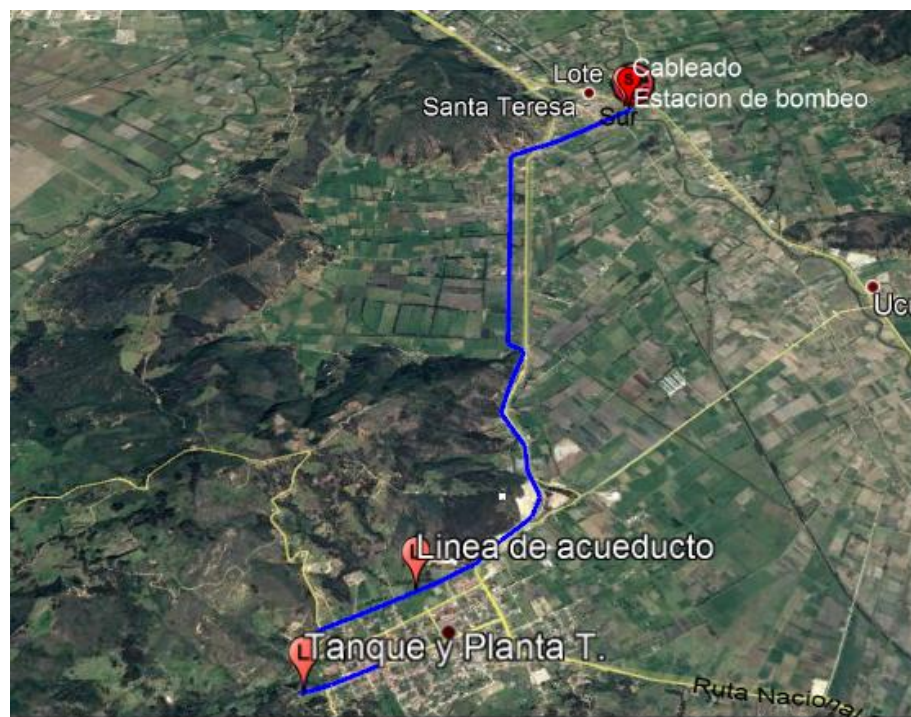 Cableado
Lote
Estacion de bombeo
Santa Teresa
Sur
Uc
Linea de acueducto
Tanque y Planta T.
Ruta Nacional